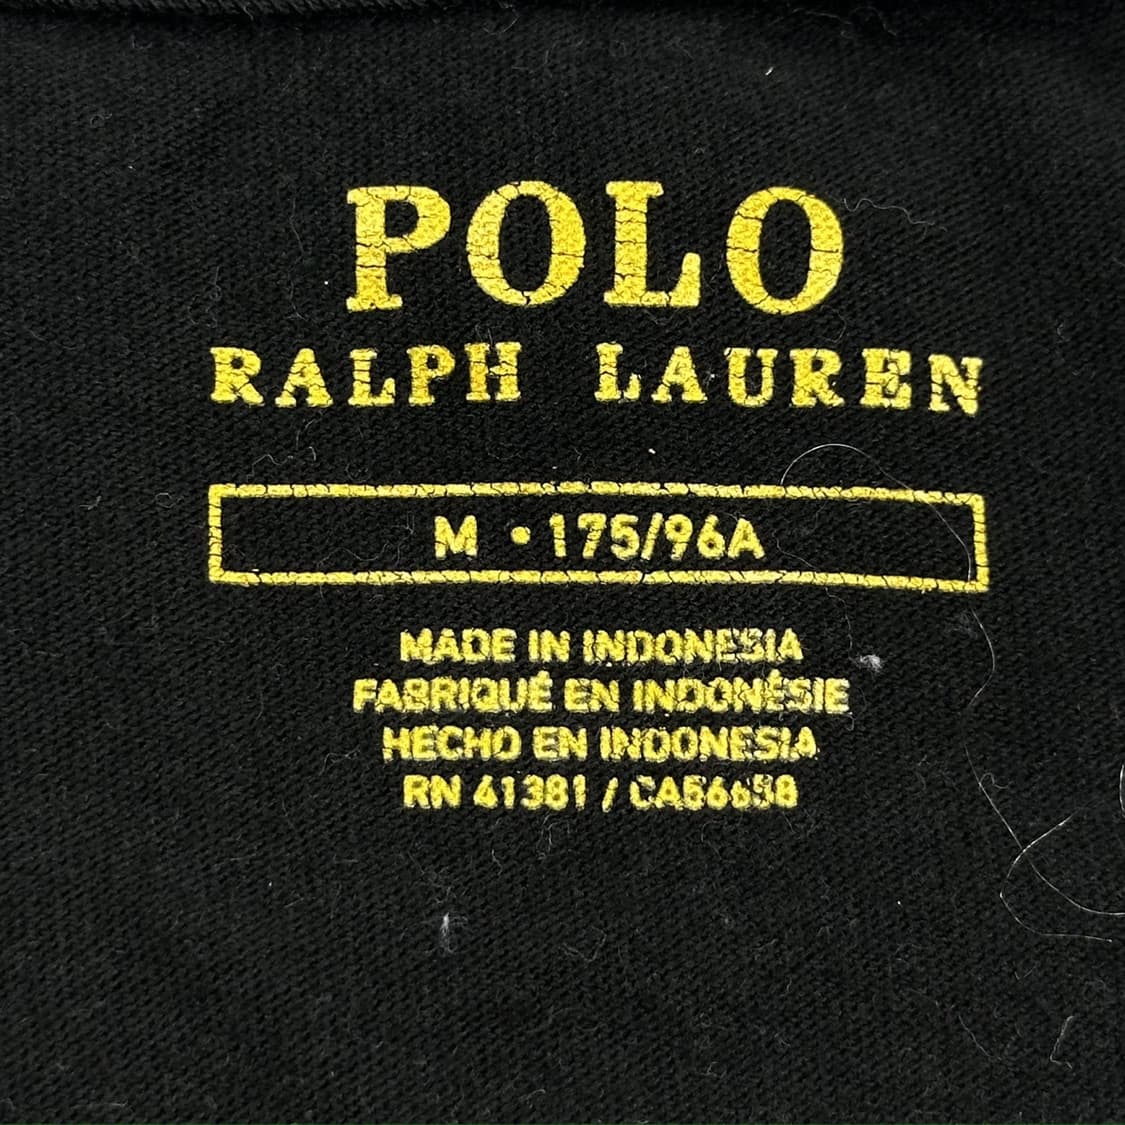 POLO
RALPH LAUREN
M • 175/96A
MADE IN INDONESIA
FABRIQUÉ EN INDONÉSIE
HECHO EN INDONESIA
RN 41381 / CA56658